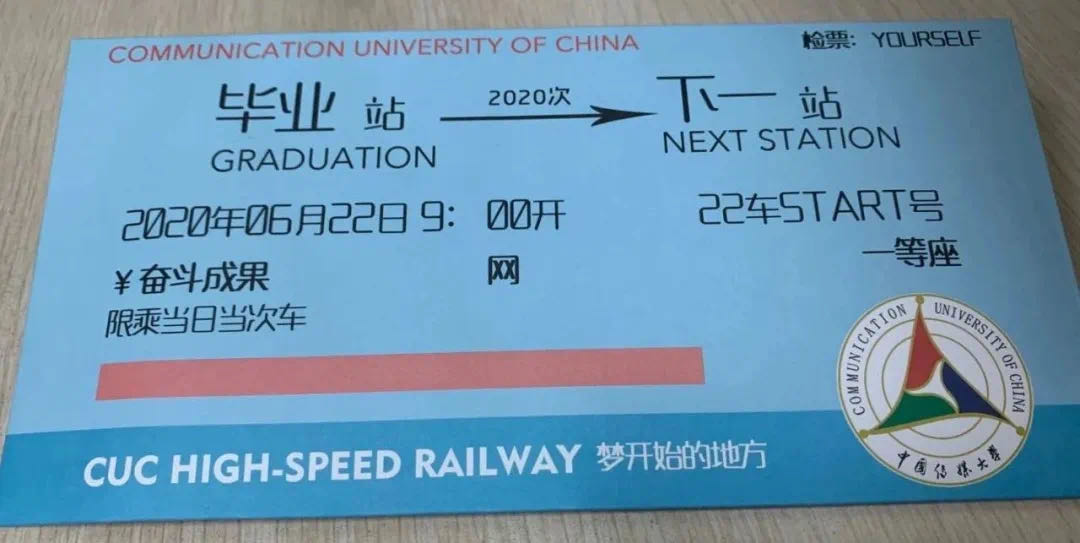 COMMUNICATION UNIVERSITY OF CHINA
检票: YOURSELF
毕业 站
2020次
下一 站
GRADUATION
NEXT STATION
2020年06月22日 9: 00开
22车START号
¥奋斗成果
网
一等座
限乘当日当次车
CUC HIGH-SPEED RAILWAY 梦开始的地方
COMMUNICATION UNIVERSITY OF CHINA
中国传媒大学